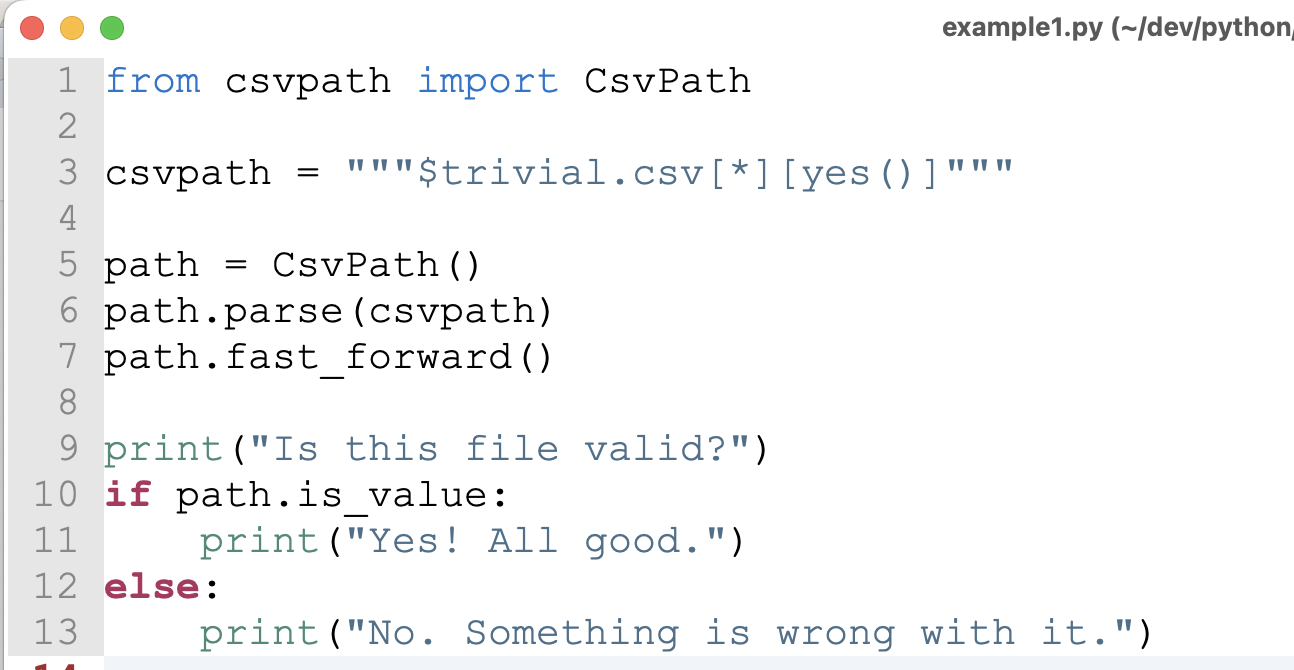 example1.py (~/dev/python/
1 from csvpath import CsvPath
2
3 csvpath = """$trivial.csv[*][yes()]"""
4
5 path = CsvPath()
6 path.parse(csvpath)
7 path.fast_forward()
8
9 print("Is this file valid?")
10 if path.is_value:
11     print("Yes! All good.")
12 else:
13     print("No. Something is wrong with it.")
14